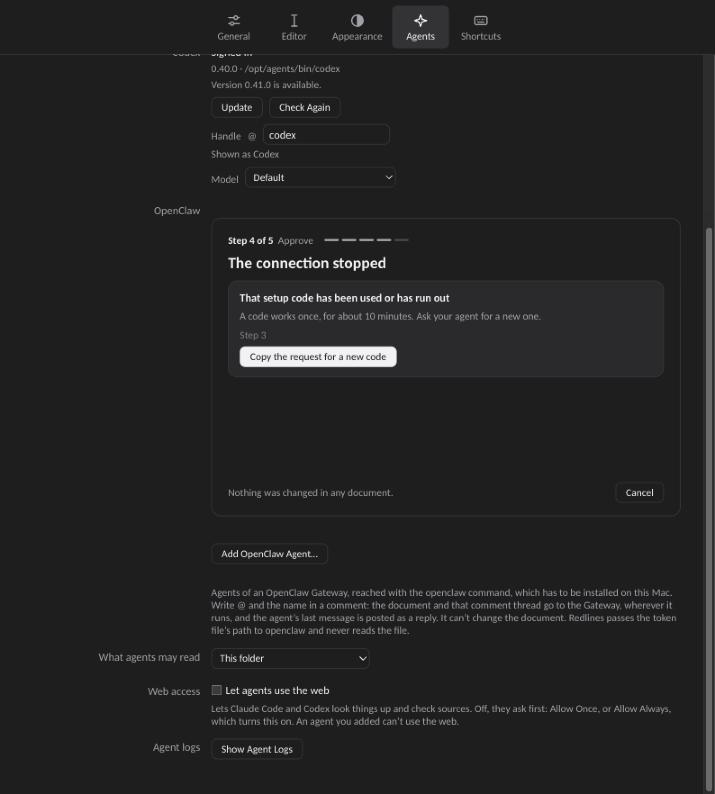 General
Editor
Appearance
Agents
Shortcuts
Codex
Signed in
0.40.0 · /opt/agents/bin/codex
Version 0.41.0 is available.
Update
Check Again
Handle @ codex
Shown as Codex
Model Default
OpenClaw
Step 4 of 5 Approve
The connection stopped
That setup code has been used or has run out
A code works once, for about 10 minutes. Ask your agent for a new one.
Step 3
Copy the request for a new code
Nothing was changed in any document.
Cancel
Add OpenClaw Agent...
Agents of an OpenClaw Gateway, reached with the openclaw command, which has to be installed on this Mac.
Write @ and the name in a comment: the document and that comment thread go to the Gateway, wherever it
runs, and the agent's last message is posted as a reply. It can't change the document. Redlines passes the token
file's path to openclaw and never reads the file.
What agents may read
This folder
Web access
Let agents use the web
Lets Claude Code and Codex look things up and check sources. Off, they ask first: Allow Once, or Allow Always,
which turns this on. An agent you added can't use the web.
Agent logs
Show Agent Logs